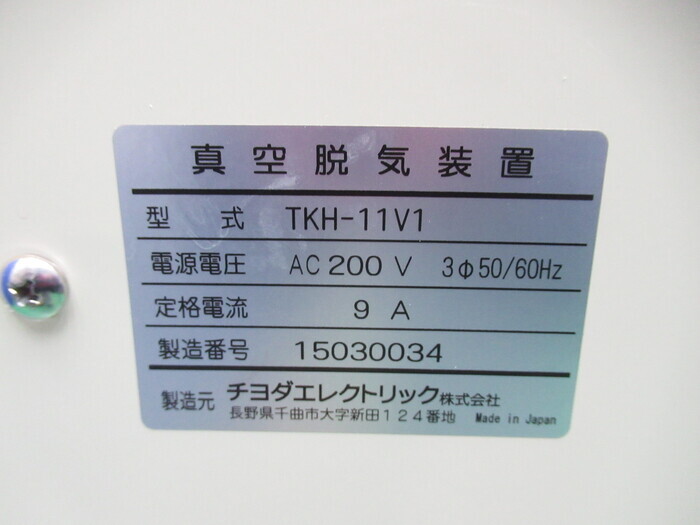 真空脱気装置
型 式 TKH-11V1
電源電圧 AC 200 V 3φ50/60Hz
定格電流 9 A
製造番号 15030034
製造元 チヨダエレクトリック株式会社
長野県千曲市大字新田124番地 Made in Japan